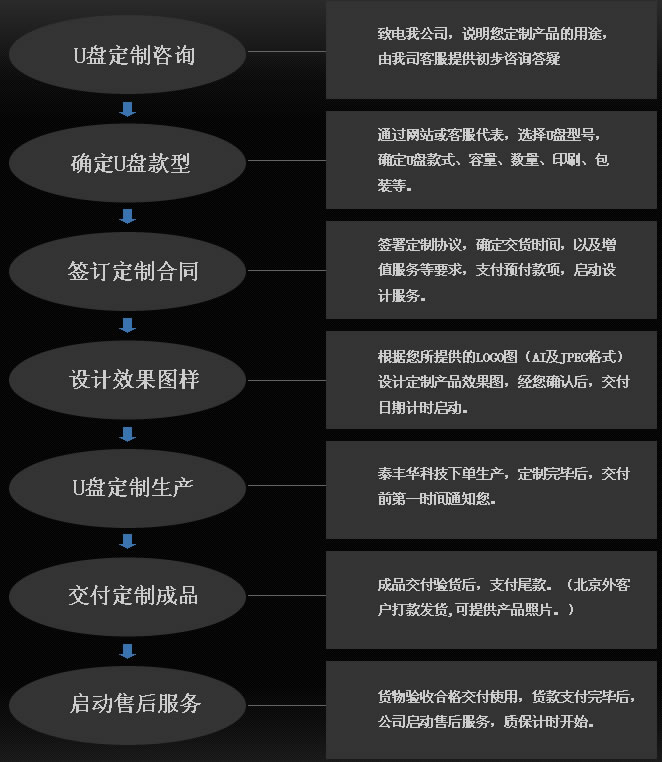 U盘定制咨询
致电我公司，说明您定制产品的用途，
由我司客服提供初步咨询答疑
确定U盘款型
通过网站或客服代表，选择U盘型号，
确定U盘款式、容量、数量、印刷、包
装等。
签订定制合同
签署定制协议，确定交货时间，以及增
值服务等要求，支付预付款项，启动设
计服务。
设计效果图样
根据您所提供的LOGO图（AI及JPEG格式）
设计定制产品效果图，经您确认后，交付
日期计时启动。
U盘定制生产
泰丰华科技下单生产，定制完毕后，交付
前第一时间通知您。
交付定制成品
成品交付验货后，支付尾款。（北京外客
户打款发货,可提供产品照片。）
启动售后服务
货物验收合格交付使用，货款支付完毕后，
公司启动售后服务，质保计时开始。